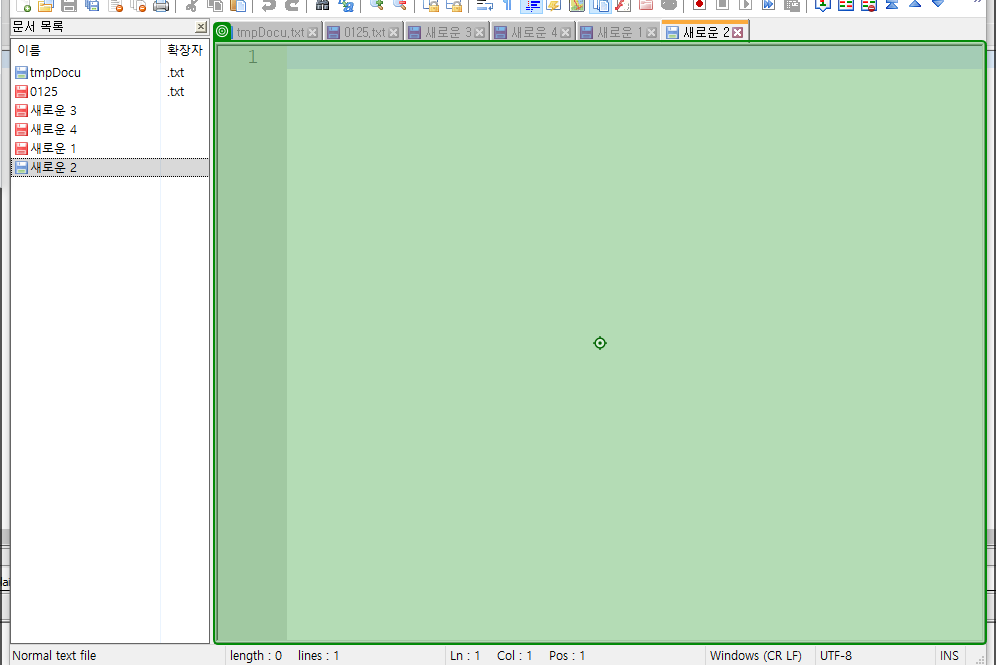 문서 목록
tmpDocu.txt 0125.txt 새로운 3 새로운 4 새로운 1 새로운 2
이름 확장자
tmpDocu .txt
0125 .txt
새로운 3
새로운 4
새로운 1
새로운 2
1
Normal text file length : 0 lines : 1 Ln : 1 Col : 1 Pos : 1 Windows (CR LF) UTF-8 INS